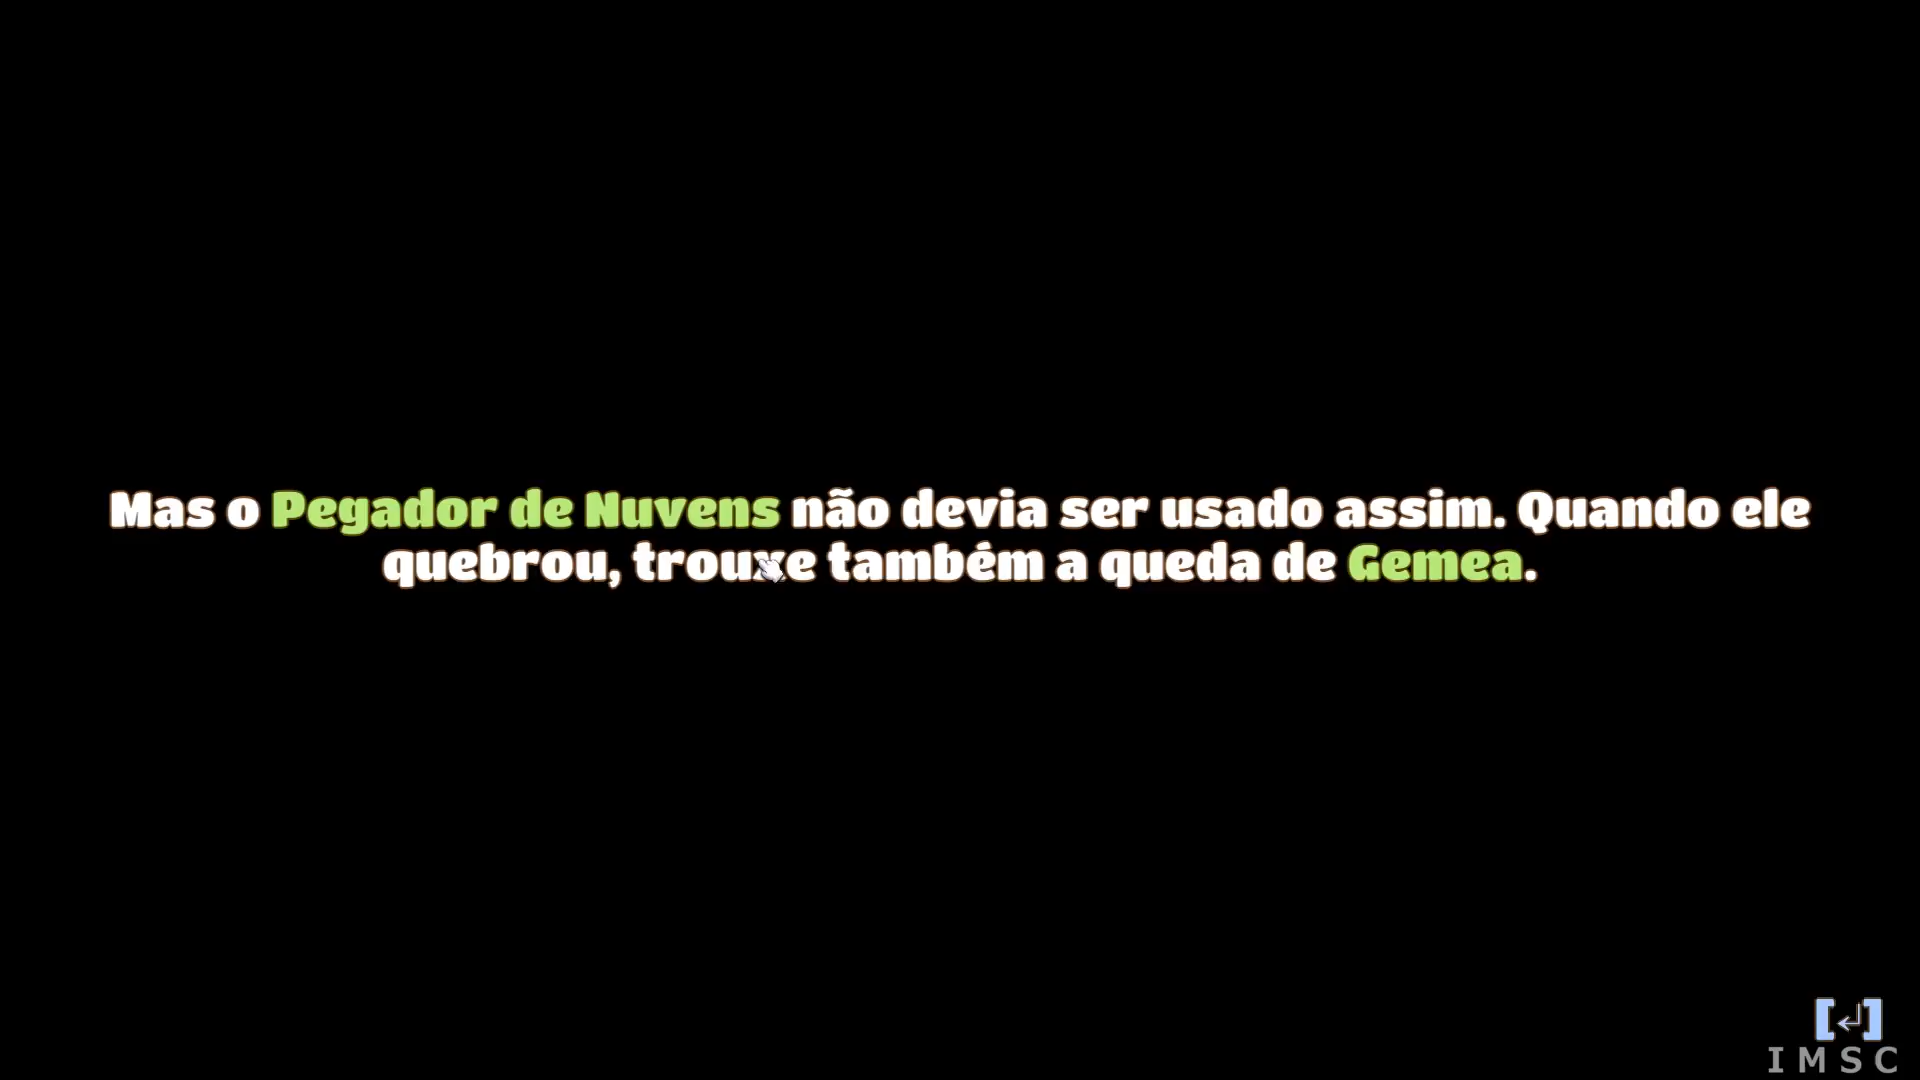 Mas o Pegador de Nuvens não devia ser usado assim. Quando ele
quebrou, trouxe também a queda de Gemea.
[↵]
IMSC